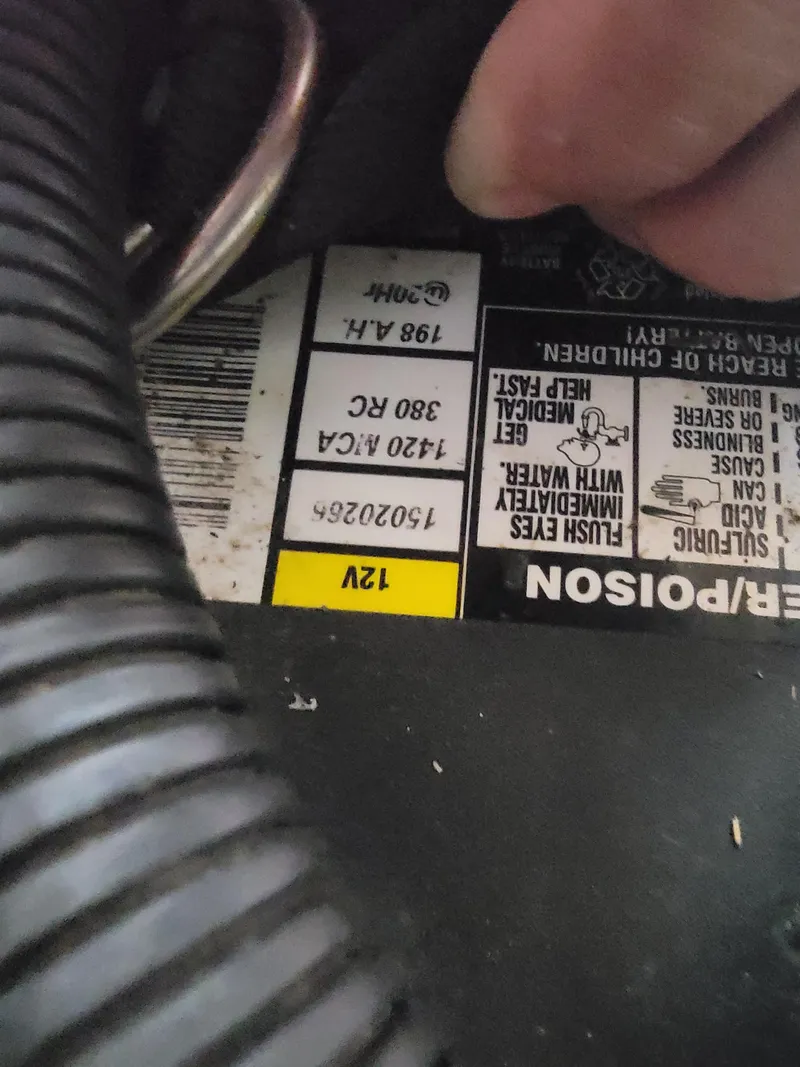 ER/POISON
SULFURIC
ACID
CAN
CAUSE
BLINDNESS
OR SEVERE
BURNS.
FLUSH EYES
IMMEDIATELY
WITH WATER.
GET
MEDICAL
HELP FAST.
REACH OF CHILDREN.
OPEN BATTERY!
12V
1420 MCA
380 RC
198 A.H.
@20Hr